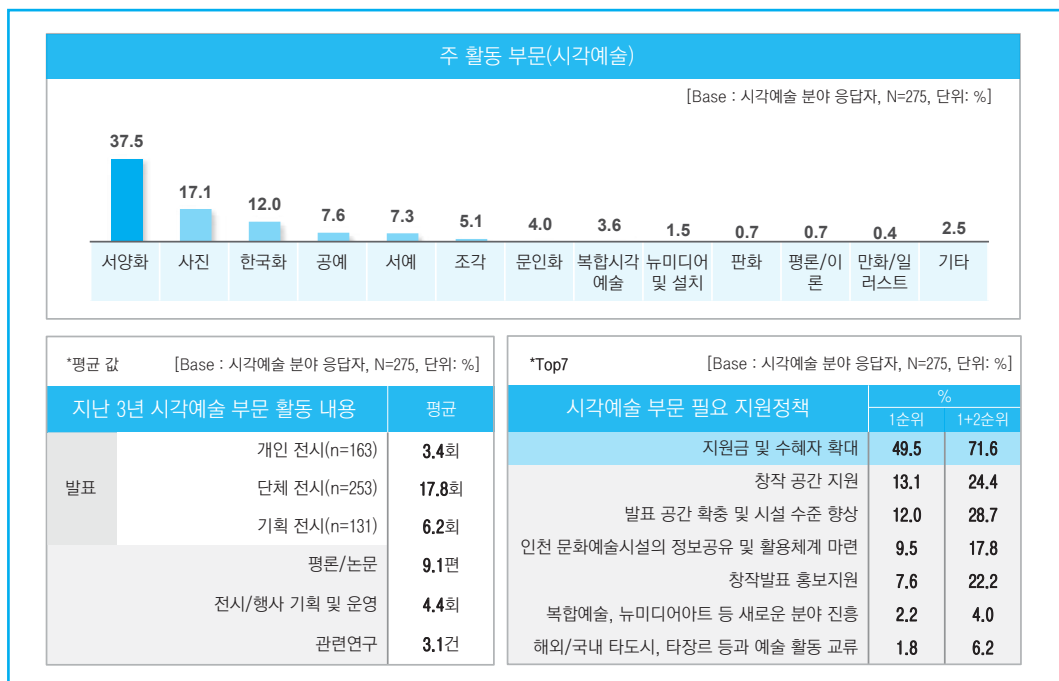 주 활동 부문(시각예술)
[Base : 시각예술 분야 응답자, N=275, 단위: %]
37.5
17.1
12.0
7.6
7.3
5.1
4.0
3.6
1.5
0.7
0.7
0.4
2.5
서양화
사진
한국화
공예
서예
조각
문인화
복합시각
예술
뉴미디어
및 설치
판화
평론/이
론
만화/일
러스트
기타
*평균 값 [Base : 시각예술 분야 응답자, N=275, 단위: %]
지난 3년 시각예술 부문 활동 내용 평균
발표
개인 전시(n=163) 3.4회
단체 전시(n=253) 17.8회
기획 전시(n=131) 6.2회
평론/논문 9.1편
전시/행사 기획 및 운영 4.4회
관련연구 3.1건
*Top7 [Base : 시각예술 분야 응답자, N=275, 단위: %]
시각예술 부문 필요 지원정책
%
1순위 1+2순위
지원금 및 수혜자 확대 49.5 71.6
창작 공간 지원 13.1 24.4
발표 공간 확충 및 시설 수준 향상 12.0 28.7
인천 문화예술시설의 정보공유 및 활용체계 마련 9.5 17.8
창작발표 홍보지원 7.6 22.2
복합예술, 뉴미디어아트 등 새로운 분야 진흥 2.2 4.0
해외/국내 타도시, 타장르 등과 예술 활동 교류 1.8 6.2